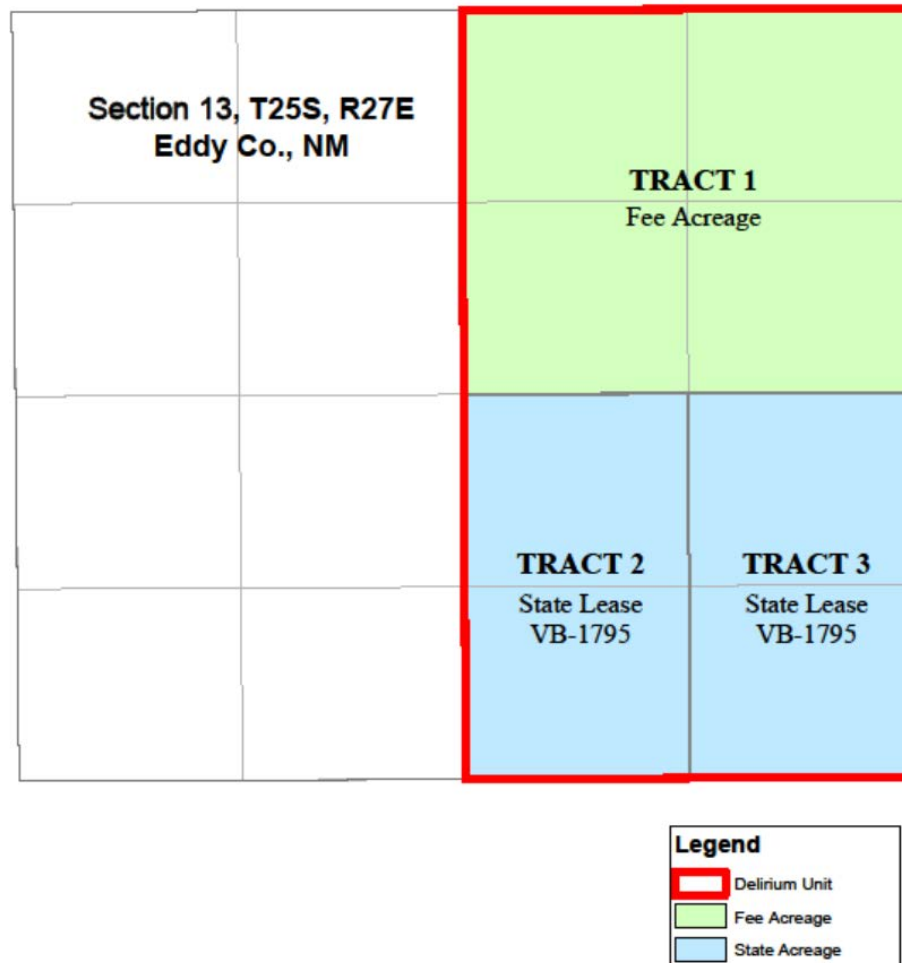 Section 13, T25S, R27E
Eddy Co., NM
TRACT 1
Fee Acreage
TRACT 2
State Lease
VB-1795
TRACT 3
State Lease
VB-1795
Legend
Delirium Unit
Fee Acreage
State Acreage